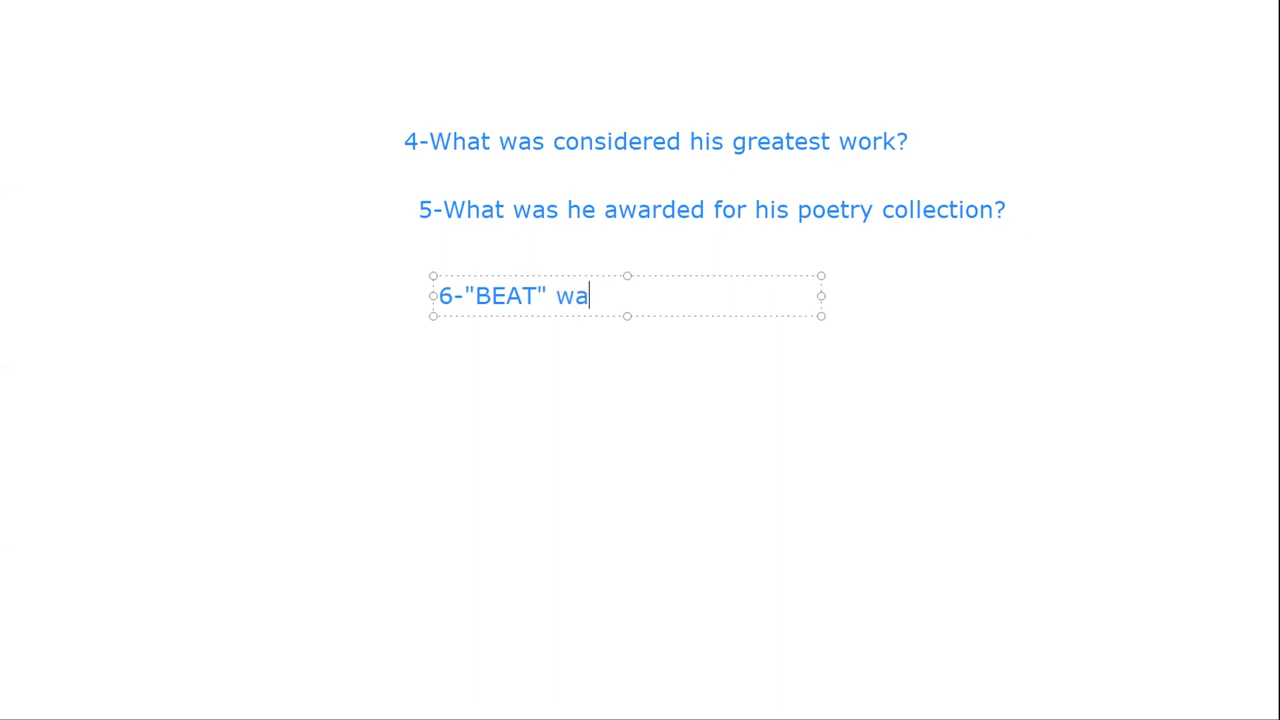 4-What was considered his greatest work?
5-What was he awarded for his poetry collection?
6-"BEAT" wa